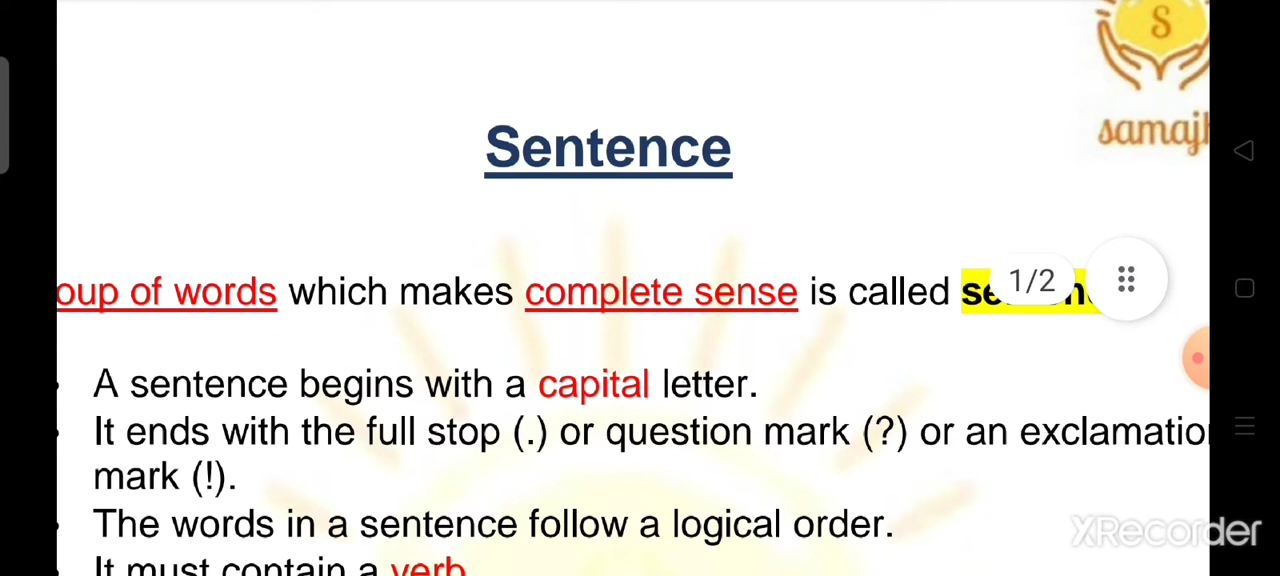 S
samajh
Sentence
oup of words which makes complete sense is called
1/2
A sentence begins with a capital letter.
It ends with the full stop (.) or question mark (?) or an exclamatio
mark (!).
The words in a sentence follow a logical order.
It must contain a verb
XRecorder